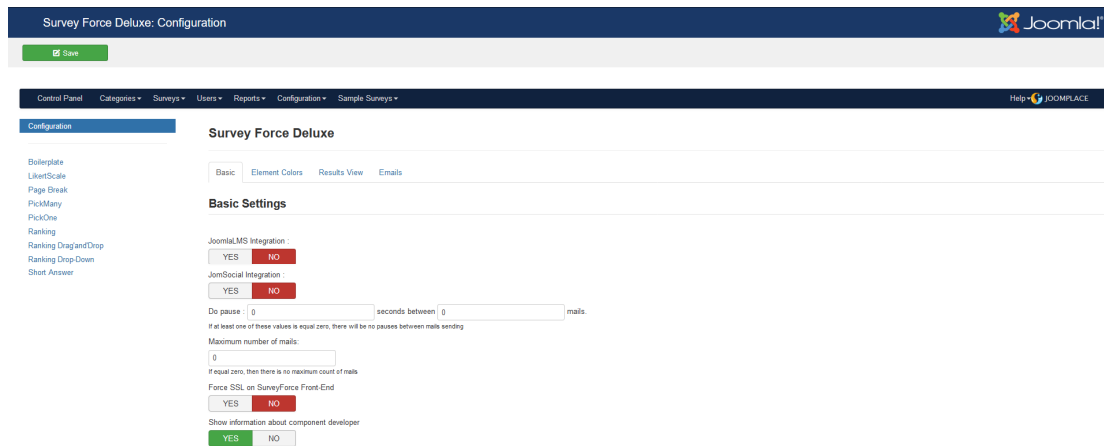 Survey Force Deluxe: Configuration
Joomla!®
Save
Control Panel Categories Surveys Users Reports Configuration Sample Surveys Help JOOMPLACE
Configuration
Survey Force Deluxe
Boilerplate
LikertScale
Page Break
PickMany
PickOne
Ranking
Ranking Drag'and'Drop
Ranking Drop-Down
Short Answer
Basic Element Colors Results View Emails
Basic Settings
JoomlaLMS Integration :
YES NO
JomSocial Integration :
YES NO
Do pause : 0 seconds between 0 mails.
If at least one of these values is equal zero, there will be no pauses between mails sending
Maximum number of mails:
0
If equal zero, then there is no maximum count of mails
Force SSL on SurveyForce Front-End
YES NO
Show information about component developer
YES NO